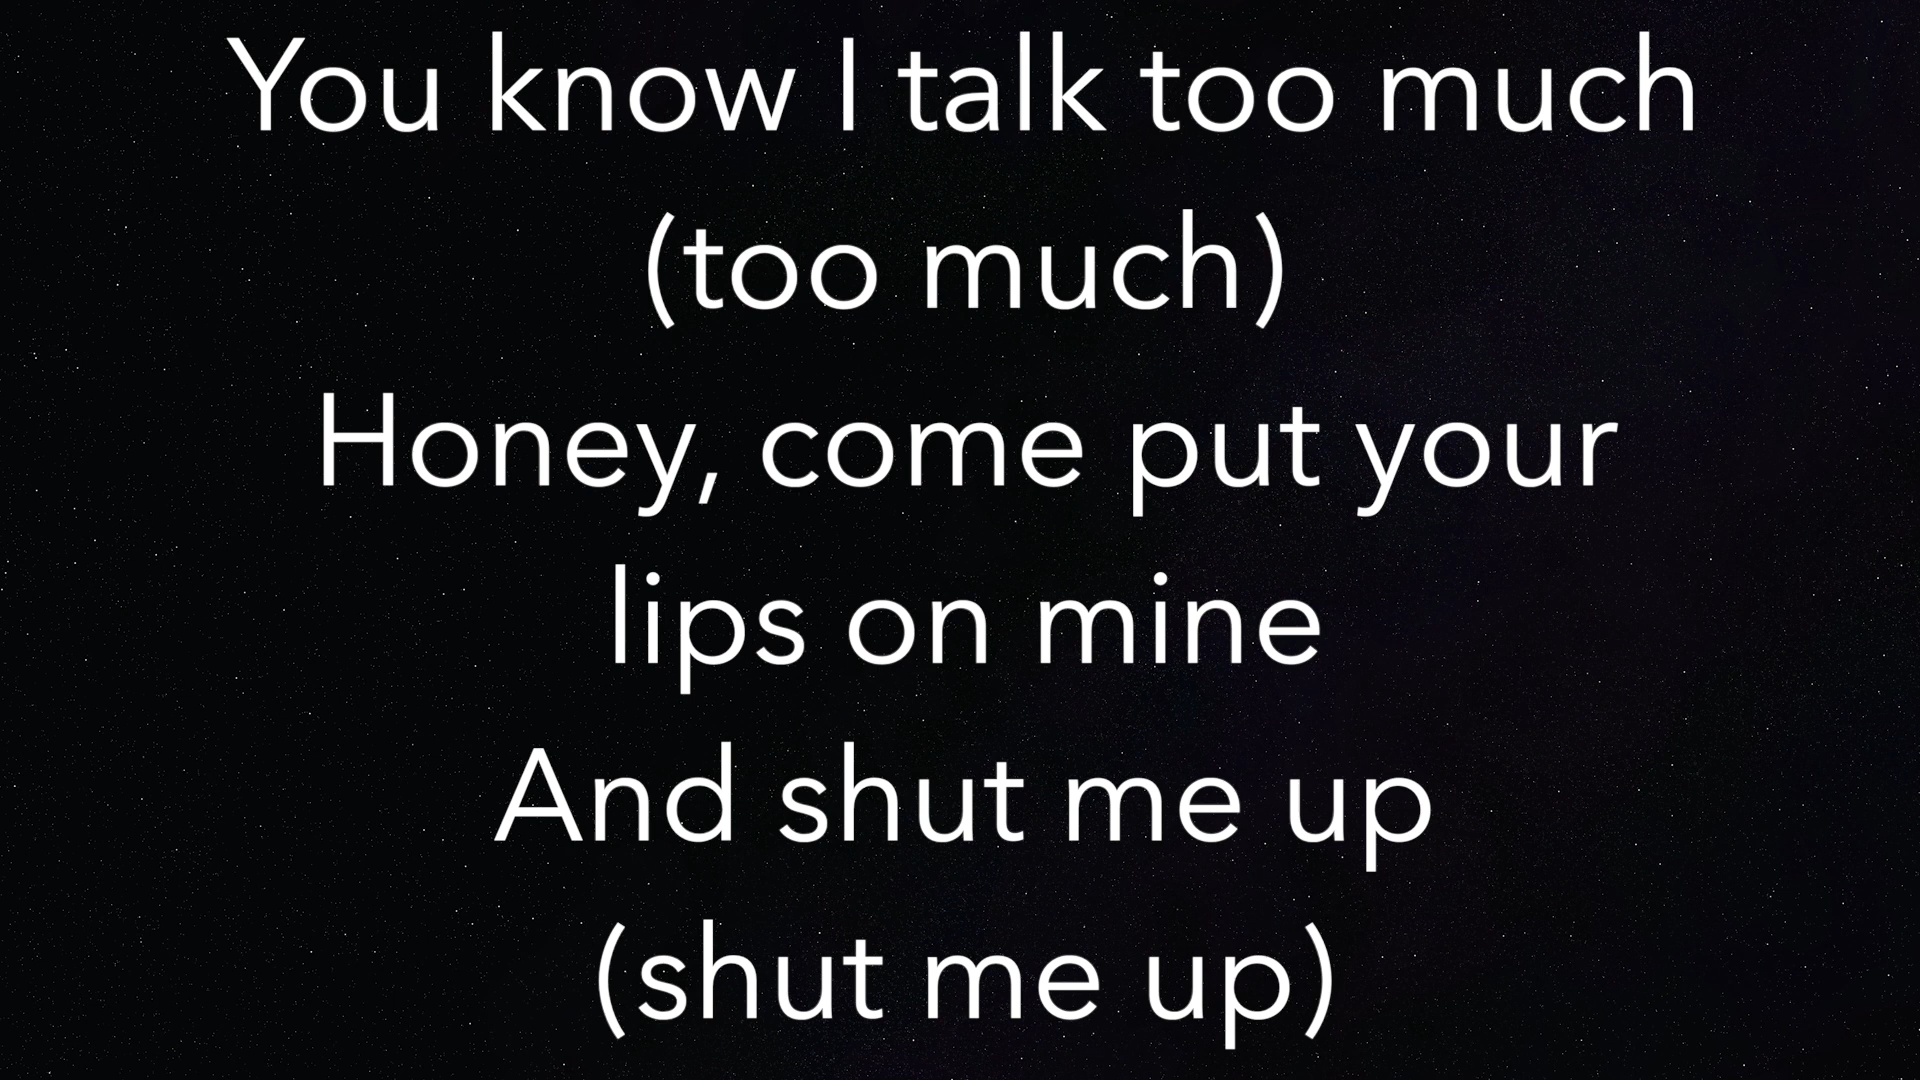 You know I talk too much
(too much)
Honey, come put your
lips on mine
And shut me up
(shut me up)